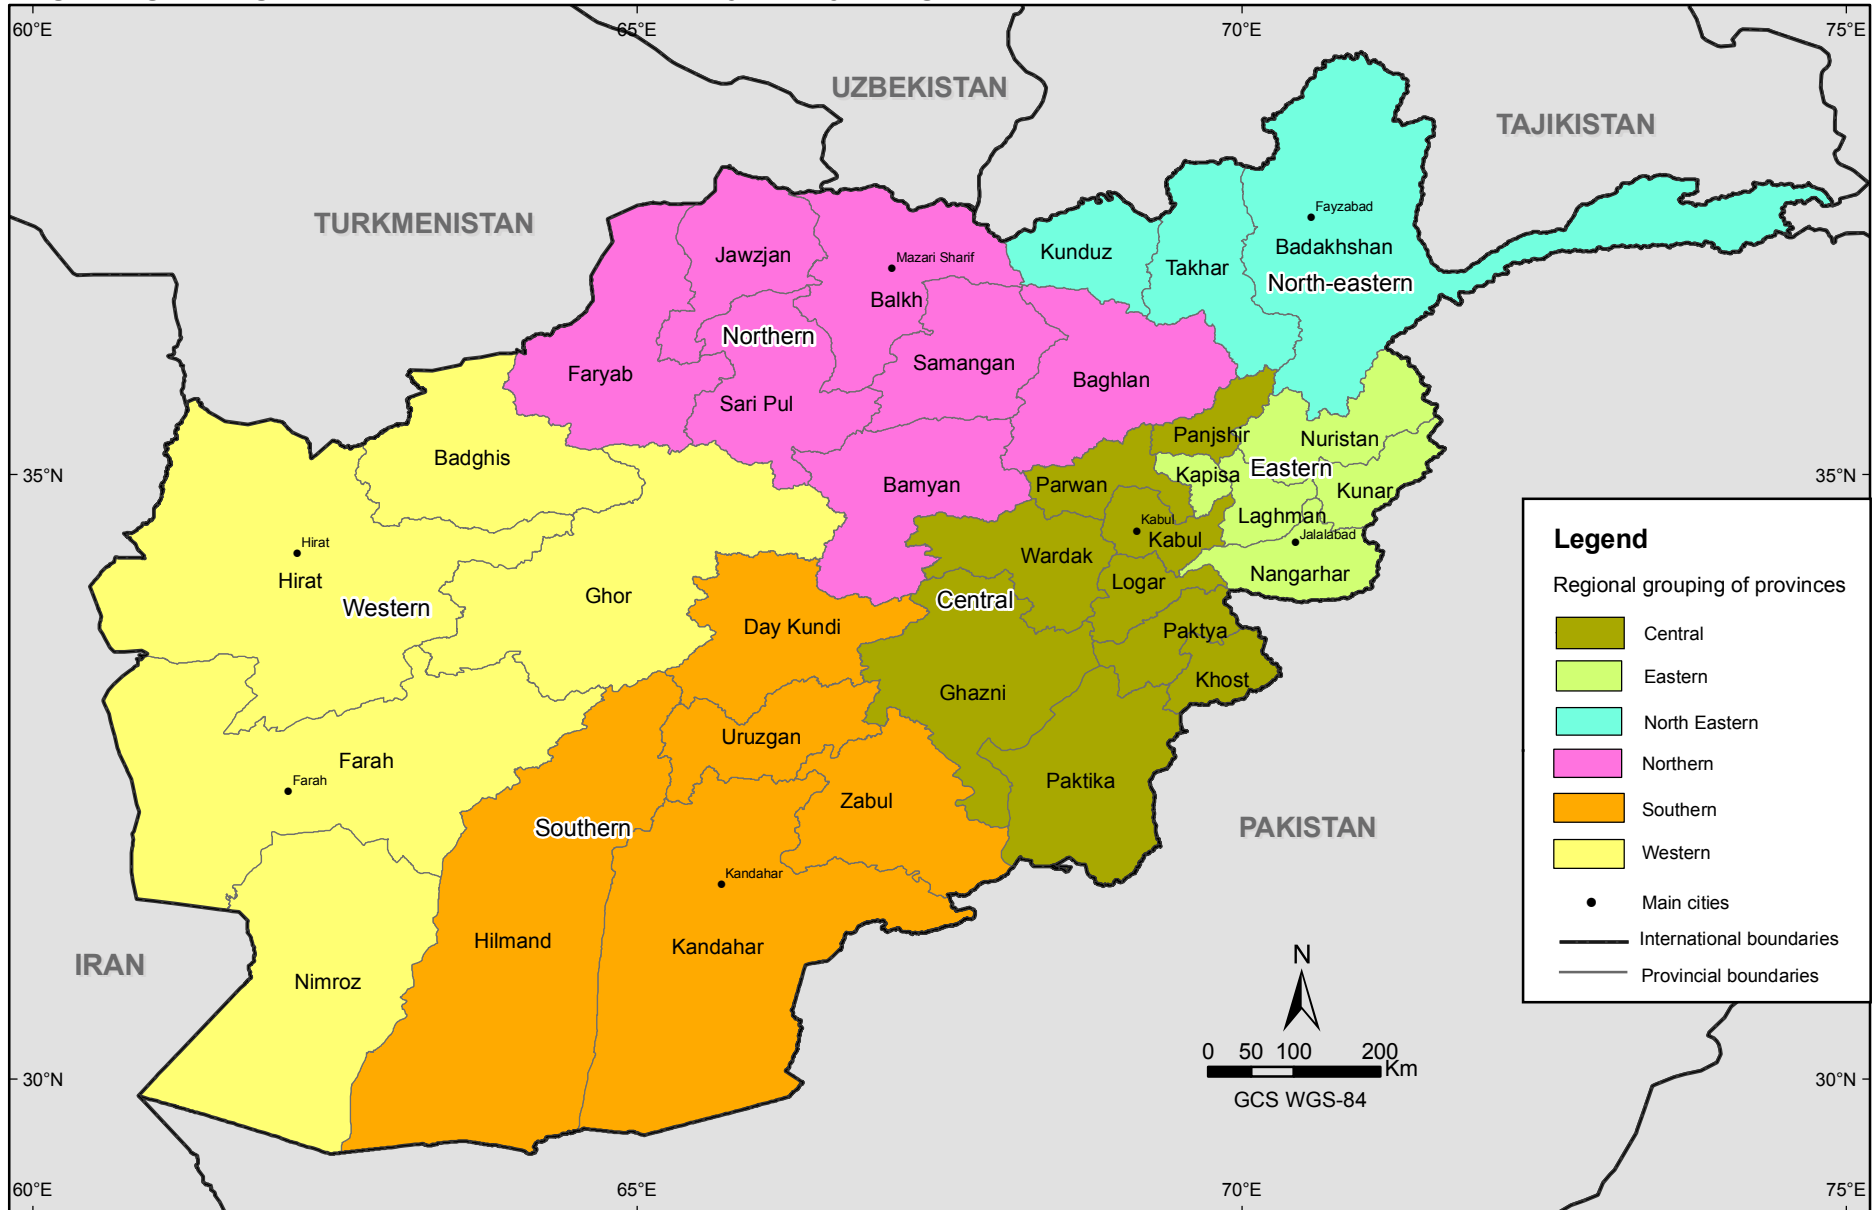 60°E
65°E
70°E
75°E
UZBEKISTAN
TAJIKISTAN
TURKMENISTAN
Fayzabad
Badakhshan
North-eastern
Kunduz
Takhar
Jawzjan
Mazari Sharif
Balkh
Northern
Samangan
Faryab
Baghlan
Sari Pul
Panjshir
Nuristan
Badghis
Eastern
35°N
Kapisa
35°N
Bamyan
Parwan
Kunar
Laghman
Kabul
Kabul
Jalalabad
Hirat
Hirat
Wardak
Nangarhar
Logar
Ghor
Western
Central
Day Kundi
Paktya
Khost
Ghazni
Uruzgan
Farah
Farah
Paktika
Zabul
Southern
PAKISTAN
Kandahar
Kandahar
Hilmand
IRAN
Nimroz
Legend
Regional grouping of provinces
Central
Eastern
North Eastern
Northern
Southern
Western
Main cities
International boundaries
Provincial boundaries
N
0 50 100 200
Km
GCS WGS-84
30°N
30°N
60°E
65°E
70°E
75°E